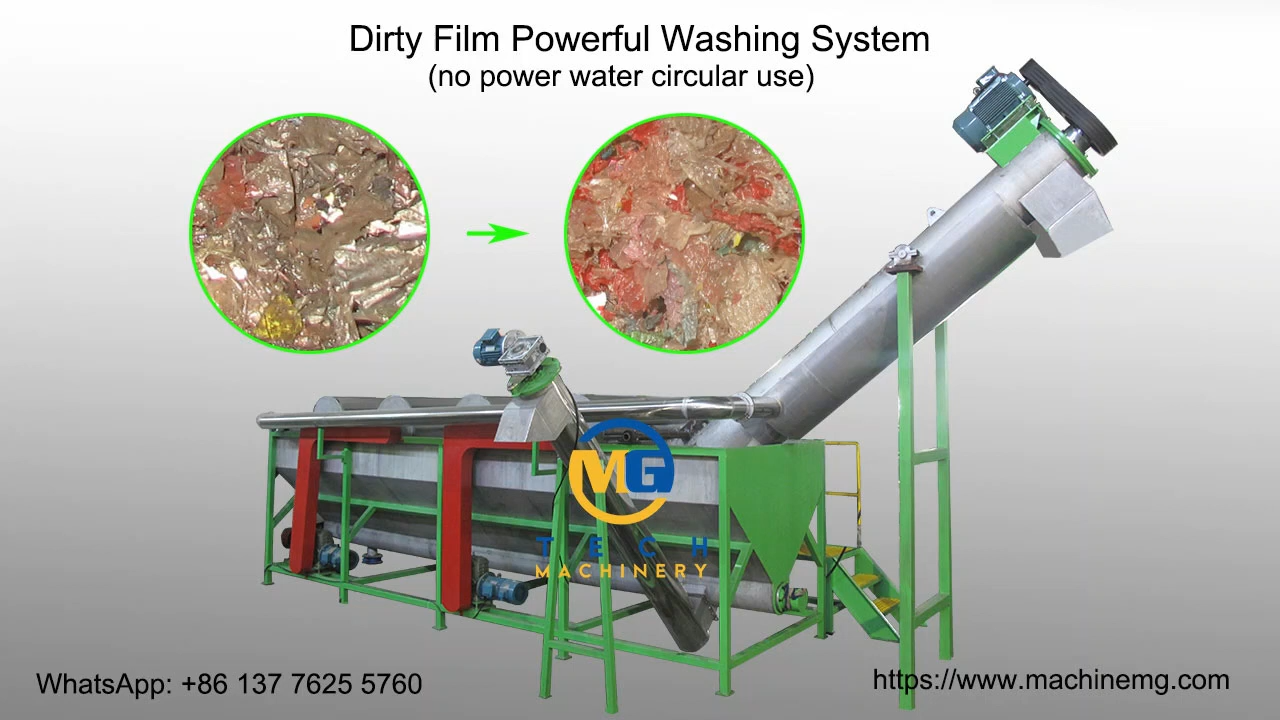 Dirty Film Powerful Washing System
(no power water circular use)
MG
TECH
MACHINERY
WhatsApp: +86 137 7625 5760
https://www.machinemg.com